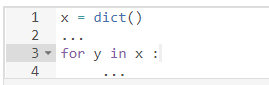 1 x = dict()
2 ...
3 for y in x :
4 ...